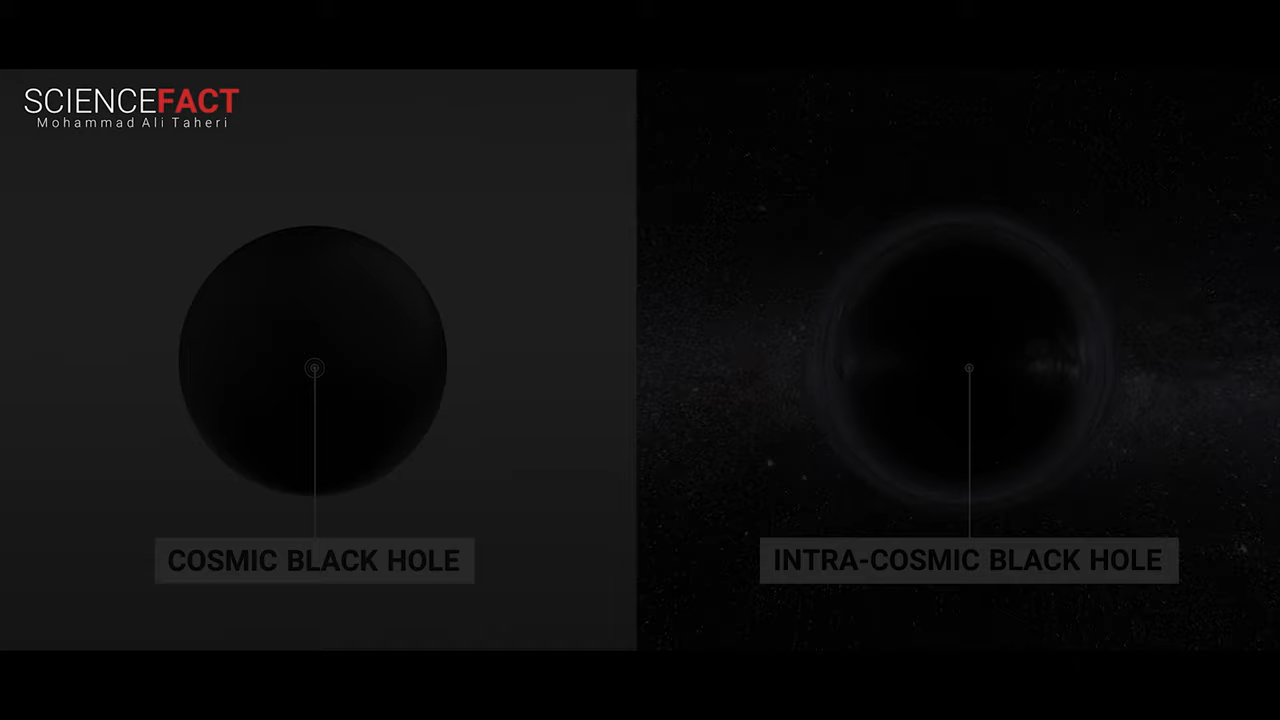 SCIENCEFACT
Mohammad Ali Taheri
COSMIC BLACK HOLE
INTRA-COSMIC BLACK HOLE